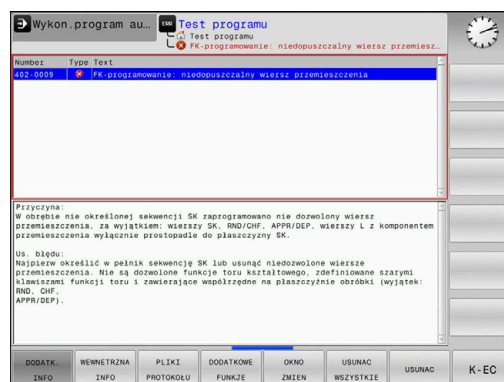 Wykon.program au…
ERR
Test programu
Test programu
FK-programowanie: niedopuszczalny wiersz przemiesz…
Number Type Text
402-0009 FK-programowanie: niedopuszczalny wiersz przemieszczenia
Przyczyna:
W obrębie nie określonej sekwencji SK zaprogramowano nie dozwolony wiersz
przemieszczenia, za wyjątkiem: wierszy SK, RND/CHF, APPR/DEP, wierszy L z komponentem
przemieszczenia wyłącznie prostopadle do płaszczyzny SK.
Us. błędu:
Najpierw określić w pełnik sekwencję SK lub usunąć niedozwolone wiersze
przemieszczenia. Nie są dozwolone funkcje toru kształtowego, zdefiniowane szarymi
klawiszami funkcji toru i zawierające współrzędne na płaszczyźnie obróbki (wyjątek:
RND, CHF,
APPR/DEP).
DODATK. INFO
WEWNETRZNA INFO
PLIKI PROTOKOŁU
DODATKOWE FUNKJE
OKNO ZMIEN
USUNAC WSZYSTKIE
USUNAC
K-EC